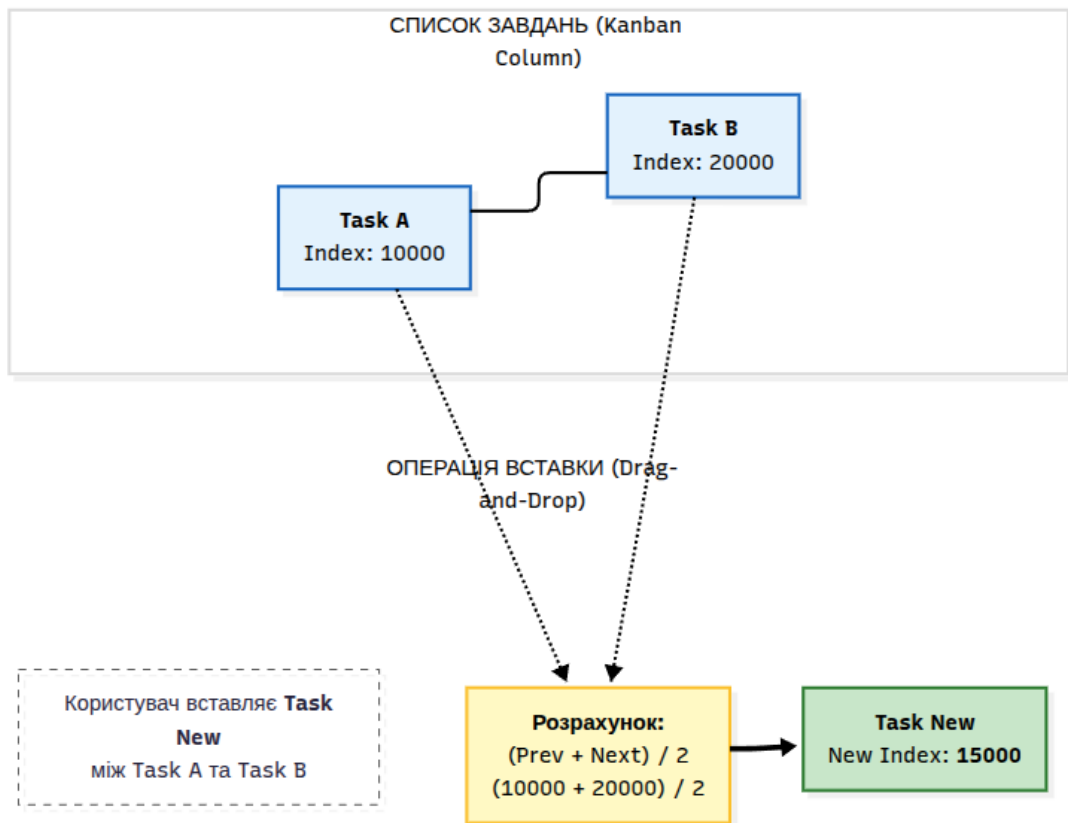 СПИСОК ЗАВДАНЬ (Kanban
Column)
Task B
Index: 20000
Task A
Index: 10000
ОПЕРАЦІЯ ВСТАВКИ (Drag-
and-Drop)
Користувач вставляє Task
New
між Task A та Task B
Розрахунок:
(Prev + Next) / 2
(10000 + 20000) / 2
Task New
New Index: 15000